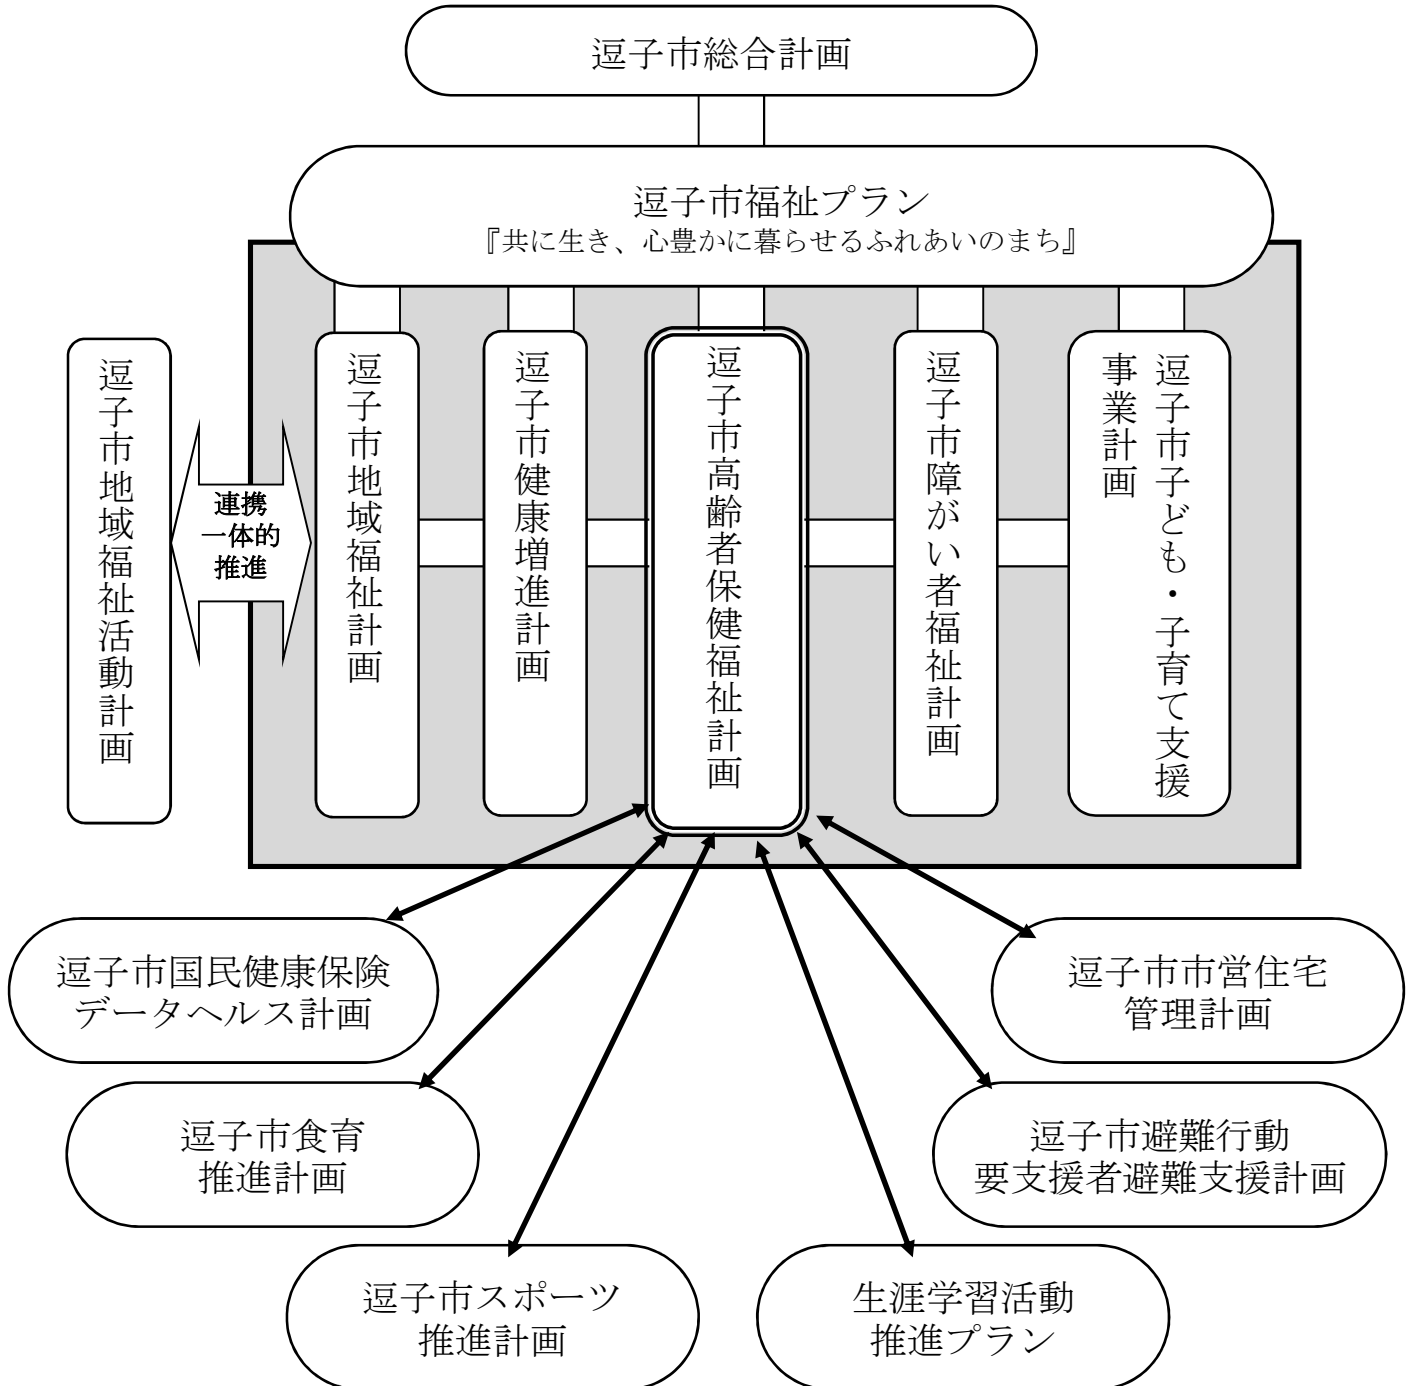 逗子市総合計画
逗子市福祉プラン
『共に生き、心豊かに暮らせるふれあいのまち』
逗子市地域福祉活動計画
連携
一体的
推進
逗子市地域福祉計画
逗子市健康増進計画
逗子市高齢者保健福祉計画
逗子市障がい者福祉計画
逗子市子ども・子育て支援
事業計画
逗子市国民健康保険
データヘルス計画
逗子市市営住宅
管理計画
逗子市食育
推進計画
逗子市避難行動
要支援者避難支援計画
逗子市スポーツ
推進計画
生涯学習活動
推進プラン